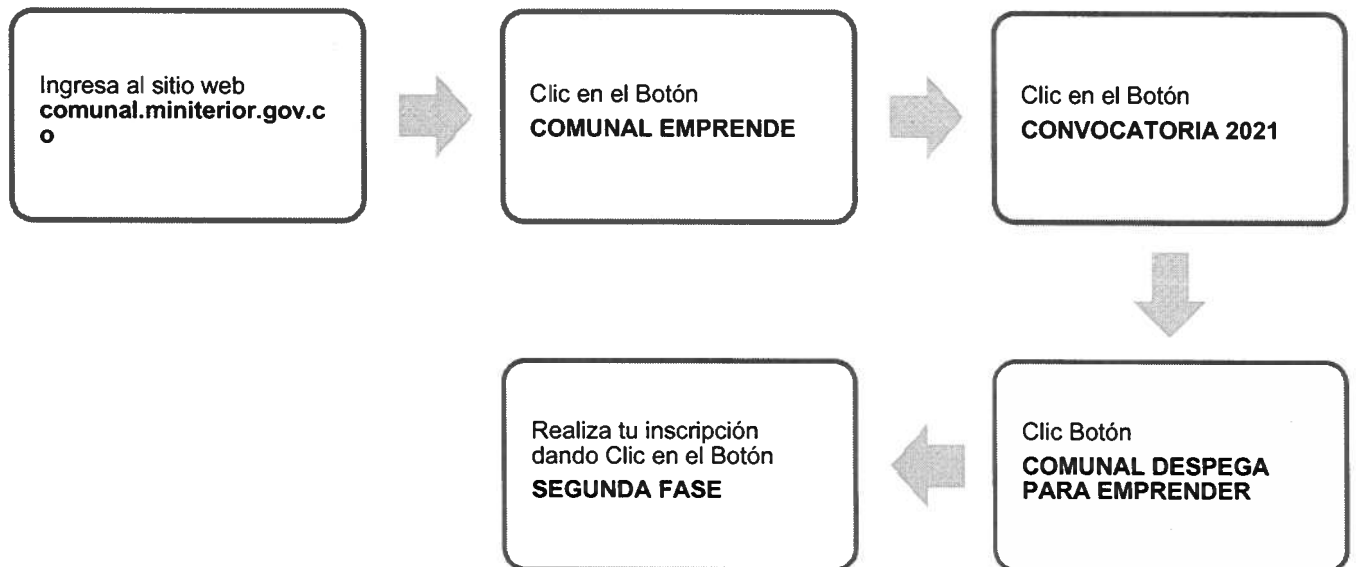 Ingresa al sitio web
comunal.miniterior.gov.c
o
Clic en el Botón
COMUNAL EMPRENDE
Clic en el Botón
CONVOCATORIA 2021
Clic Botón
COMUNAL DESPEGA
PARA EMPRENDER
Realiza tu inscripción
dando Clic en el Botón
SEGUNDA FASE